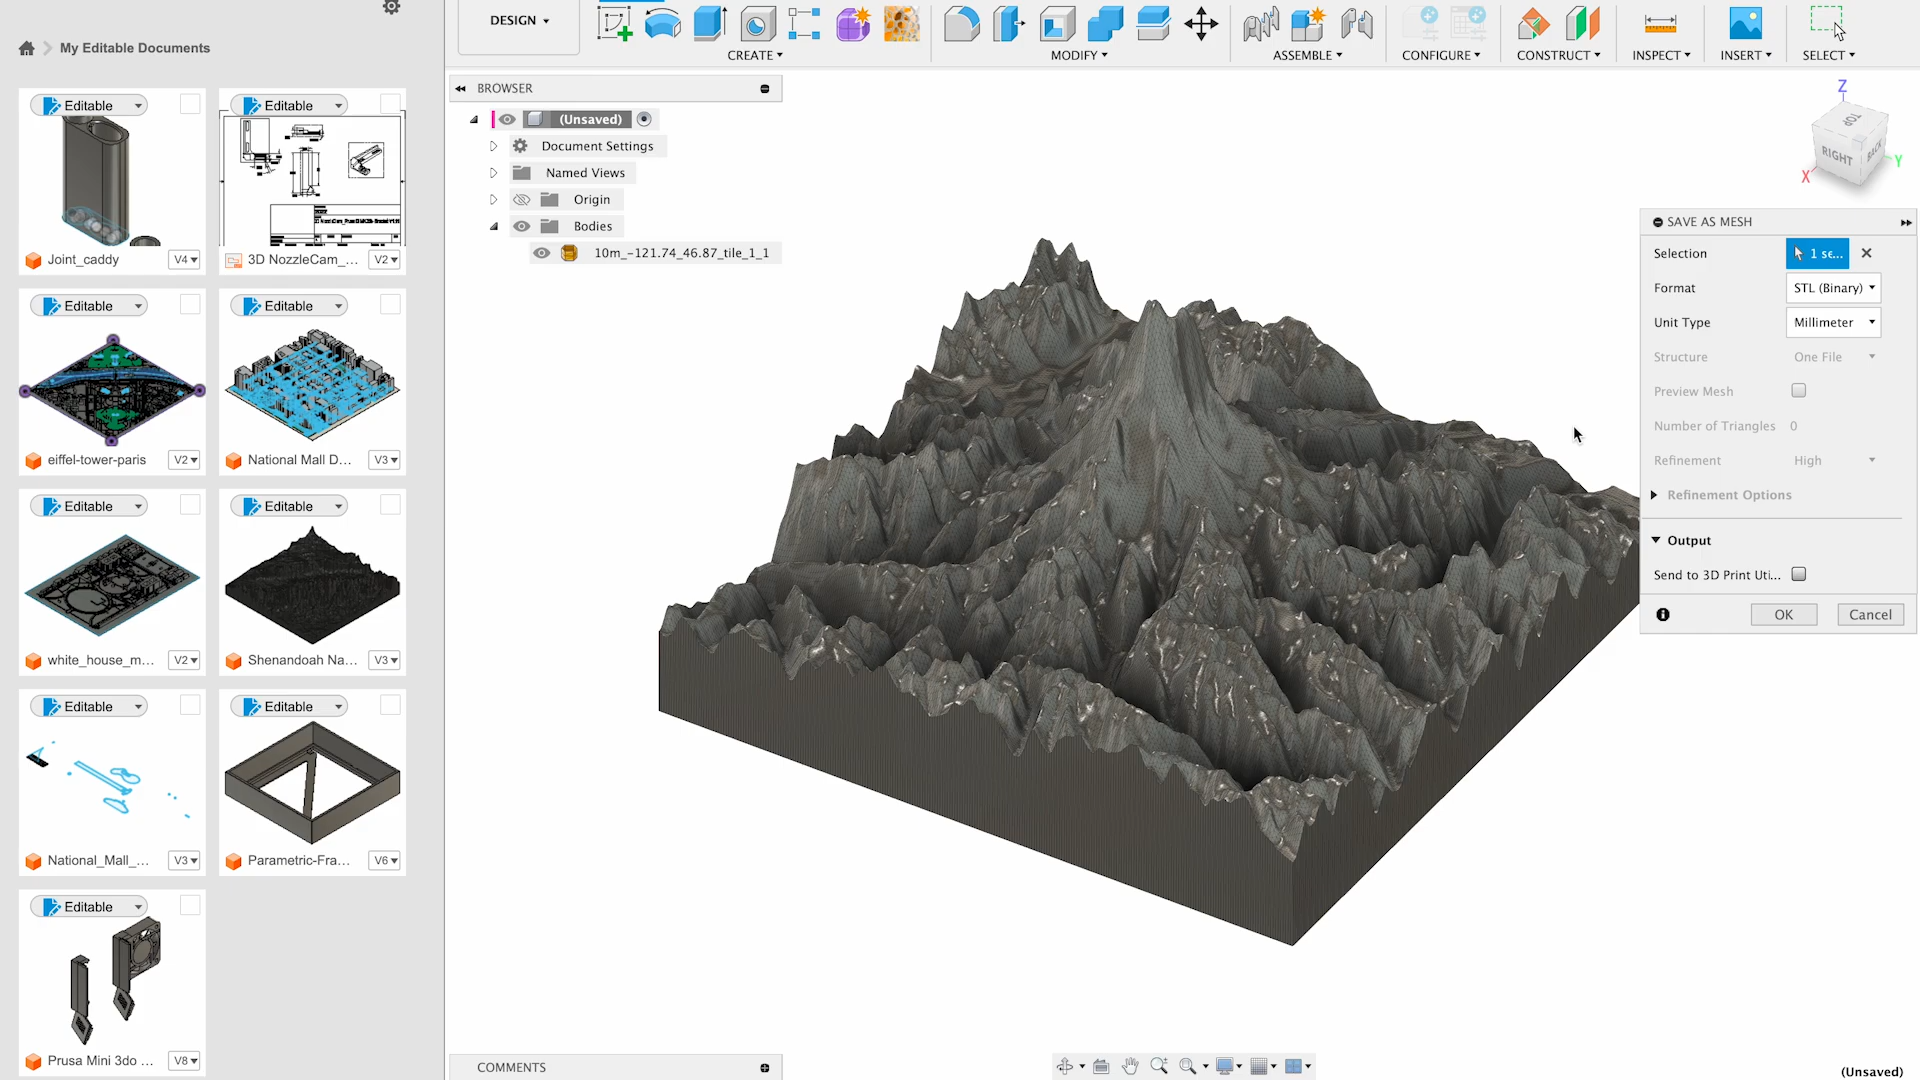 DESIGN
CREATE
MODIFY
ASSEMBLE
CONFIGURE
CONSTRUCT
INSPECT
INSERT
SELECT
My Editable Documents
Editable
Joint_caddy
V4
Editable
3D NozzleCam_...
V2
Editable
eiffel-tower-paris
V2
Editable
National Mall D...
V3
Editable
white_house_m...
V2
Editable
Shenandoah Na...
V3
Editable
National_Mall_...
V3
Editable
Parametric-Fra...
V6
Editable
Prusa Mini 3do ...
V8
BROWSER
(Unsaved)
Document Settings
Named Views
Origin
Bodies
10m_-121.74_46.87_tile_1_1
Z
TOP
RIGHT
BACK
X
Y
SAVE AS MESH
Selection
1 se...
Format
STL (Binary)
Unit Type
Millimeter
Structure
One File
Preview Mesh
Number of Triangles
0
Refinement
High
Refinement Options
Output
Send to 3D Print Uti...
OK
Cancel
COMMENTS
(Unsaved)